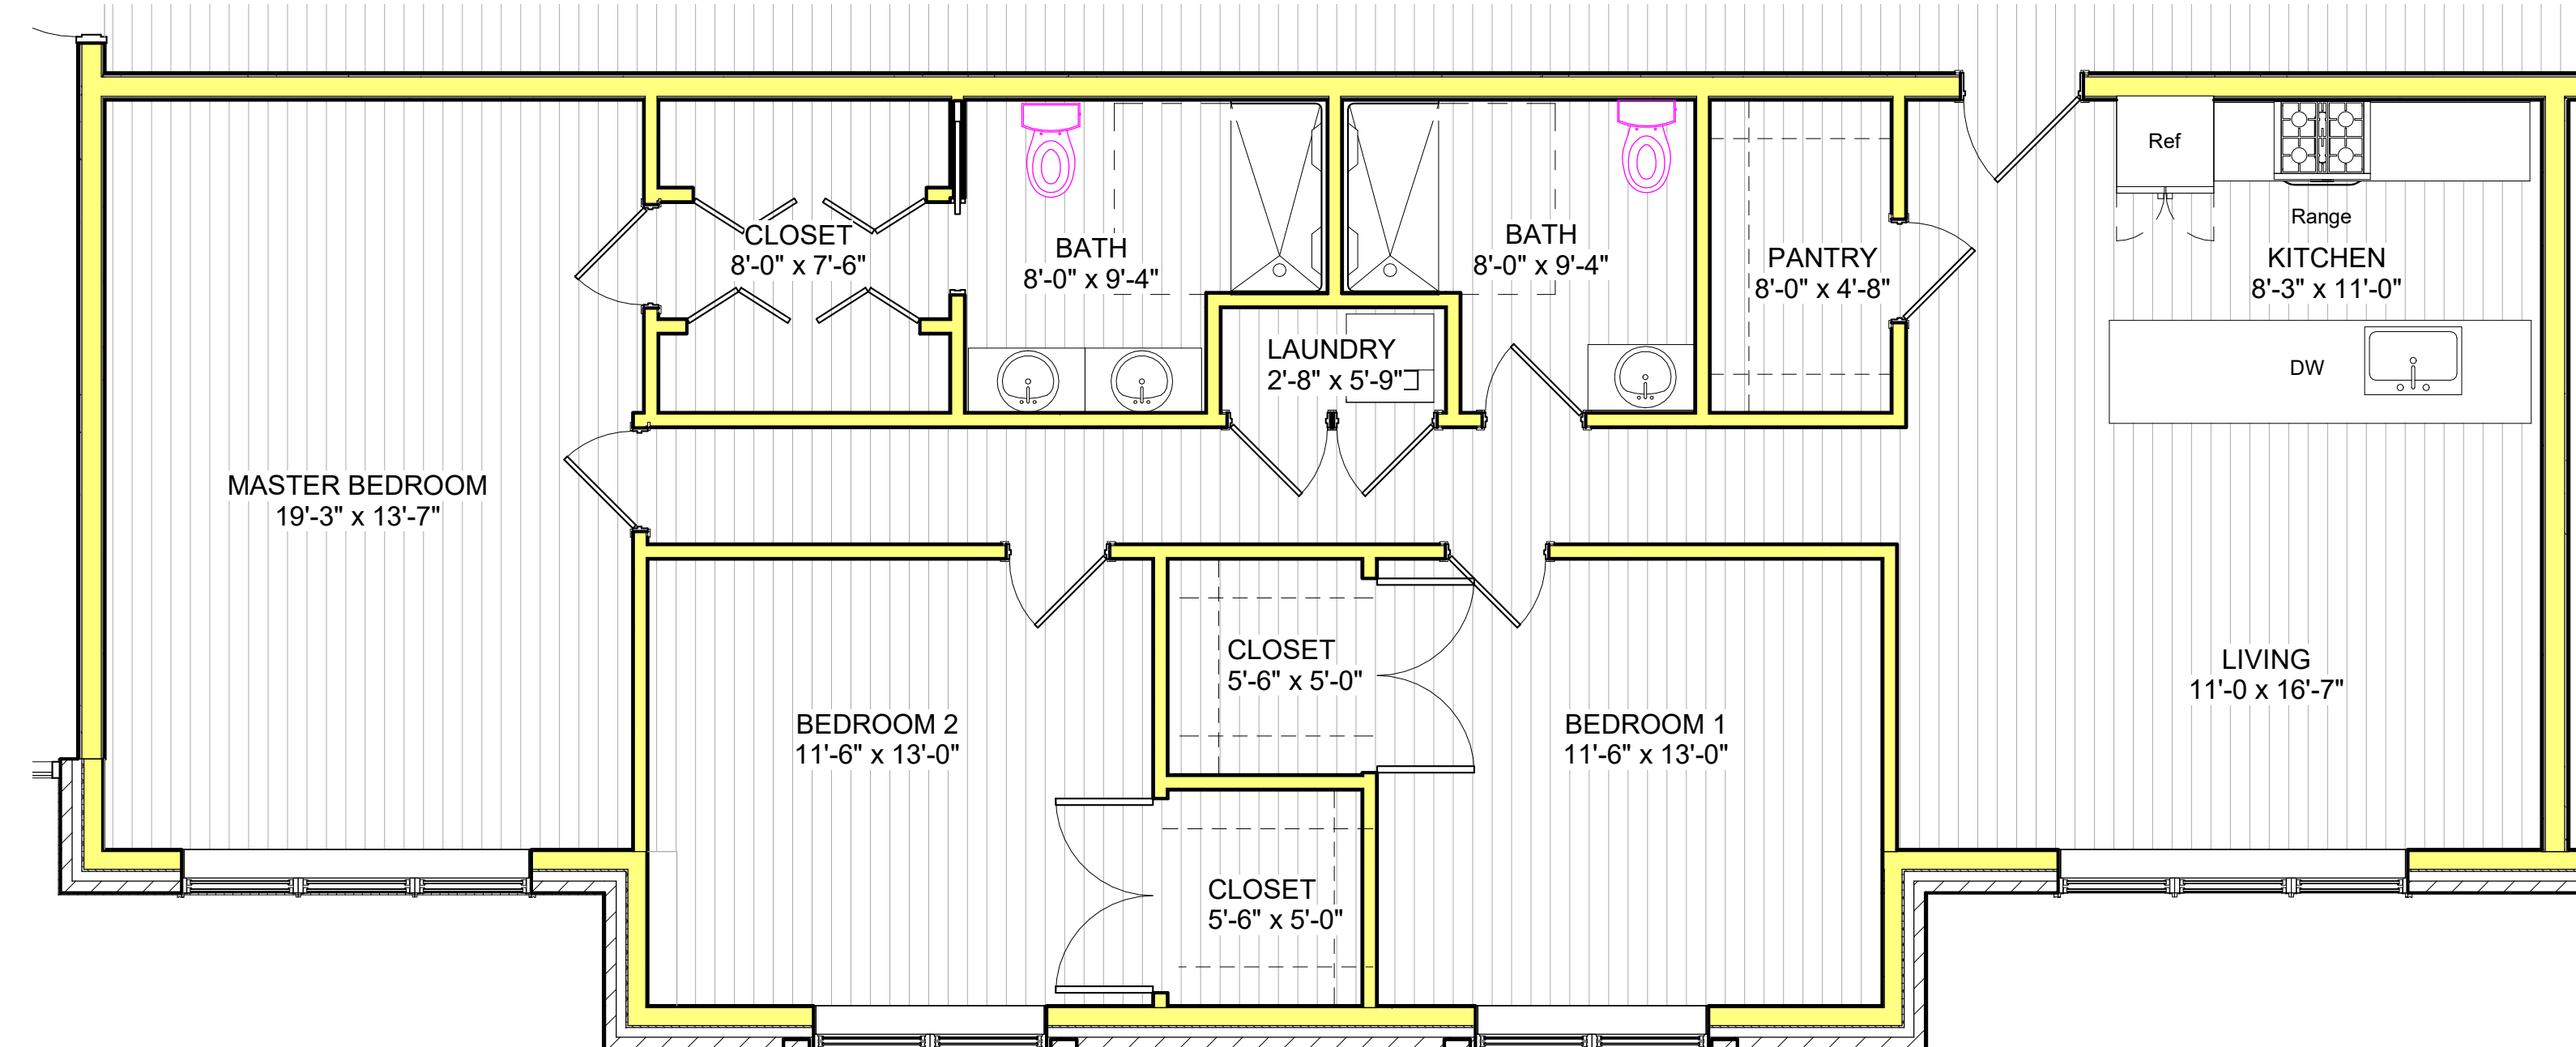 Ref
Range
CLOSET
8'-0" x 7'-6"
BATH
8'-0" x 9'-4"
BATH
8'-0" x 9'-4"
PANTRY
8'-0" x 4'-8"
KITCHEN
8'-3" x 11'-0"
LAUNDRY
2'-8" x 5'-9"
DW
MASTER BEDROOM
19'-3" x 13'-7"
CLOSET
5'-6" x 5'-0"
LIVING
11'-0 x 16'-7"
BEDROOM 2
11'-6" x 13'-0"
BEDROOM 1
11'-6" x 13'-0"
CLOSET
5'-6" x 5'-0"